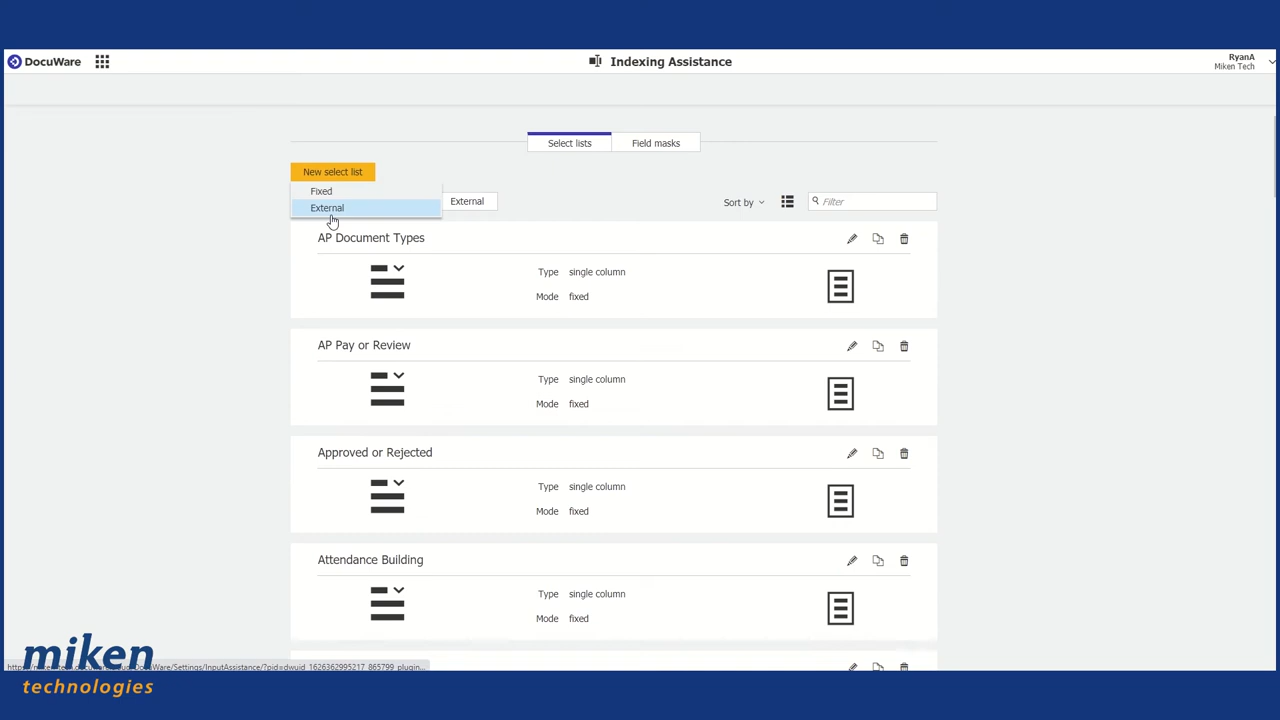 DocuWare
Indexing Assistance
RyanA
Miken Tech
Select lists
Field masks
New select list
Fixed
External
External
Sort by
Filter
AP Document Types
Type single column
Mode fixed
AP Pay or Review
Type single column
Mode fixed
Approved or Rejected
Type single column
Mode fixed
Attendance Building
Type single column
Mode fixed
miken
technologies